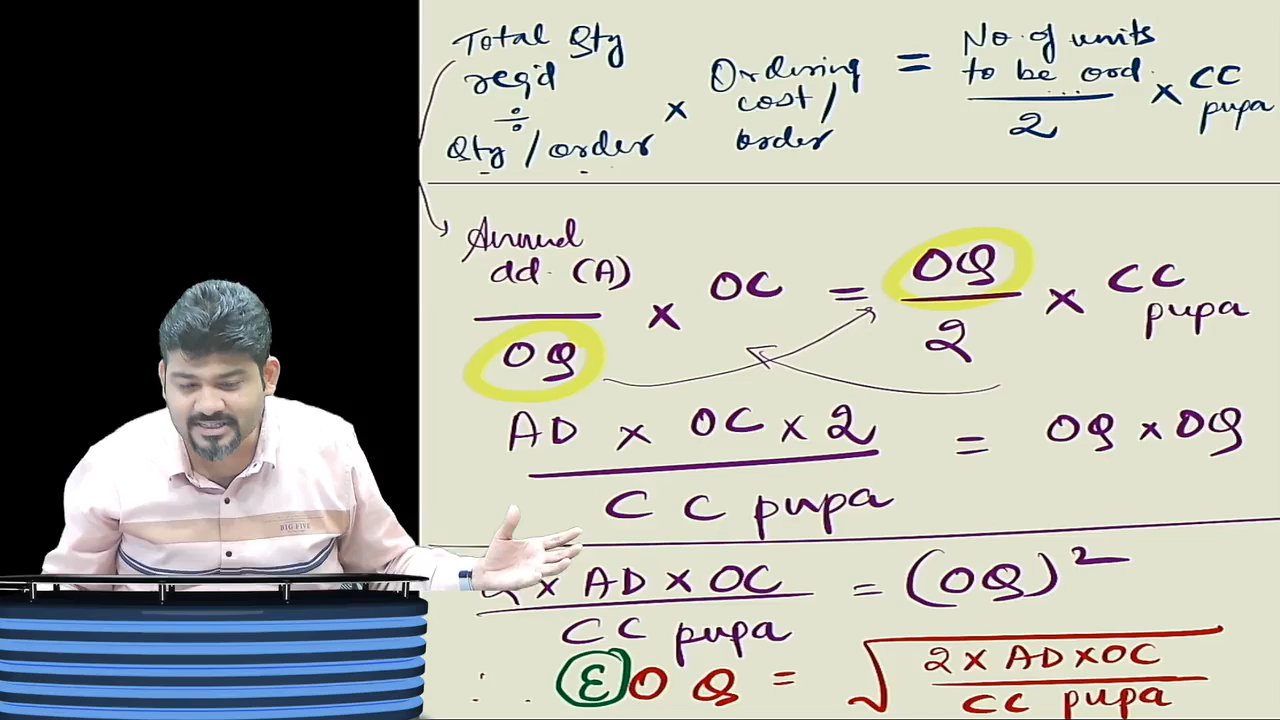 Total Qty
req'd
÷
Qty / order
×
Ordering
cost /
order
=
No. of units
to be ord.
2
× CC
pupa
Annual
dd. (A)
OQ
× OC = OQ
2
× CC
pupa
AD × OC × 2 = OQ × OQ
CC pupa
× AD × OC = (OQ)²
CC pupa
∴ EOQ = √ 2 × AD × OC
CC pupa
BIG FIVE